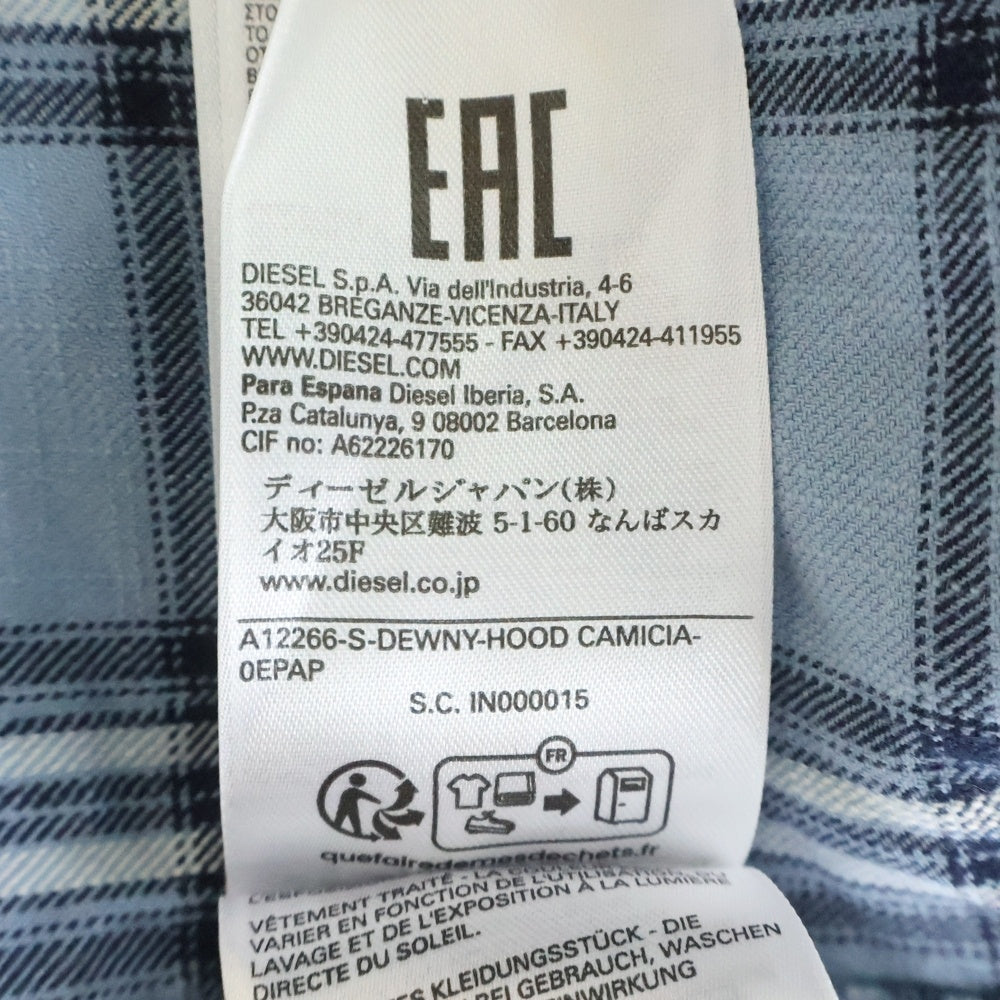 ΣΤΟ
ΤΟ
EAC
DIESEL S.p.A. Via dell'Industria, 4-6
36042 BREGANZE-VICENZA-ITALY
TEL +390424-477555 - FAX +390424-411955
WWW.DIESEL.COM
Para Espana Diesel Iberia, S.A.
P.za Catalunya, 9 08002 Barcelona
CIF no: A62226170
ディーゼルジャパン(株)
大阪市中央区難波 5-1-60 なんばスカ
イオ25F
www.diesel.co.jp
A12266-S-DEWNY-HOOD CAMICIA-
0EPAP
S.C. IN000015
FR
quefairedemesdechets.fr
VÊTEMENT TRAITÉ - LA
VARIER EN FONCTION DE L'UTILISATION
LAVAGE ET DE L'EXPOSITION À LA LUMIÈRE
DIRECTE DU SOLEIL.
KLEIDUNGSSTÜCK - DIE
BEI GEBRAUCH, WASCHEN
EINWIRKUNG